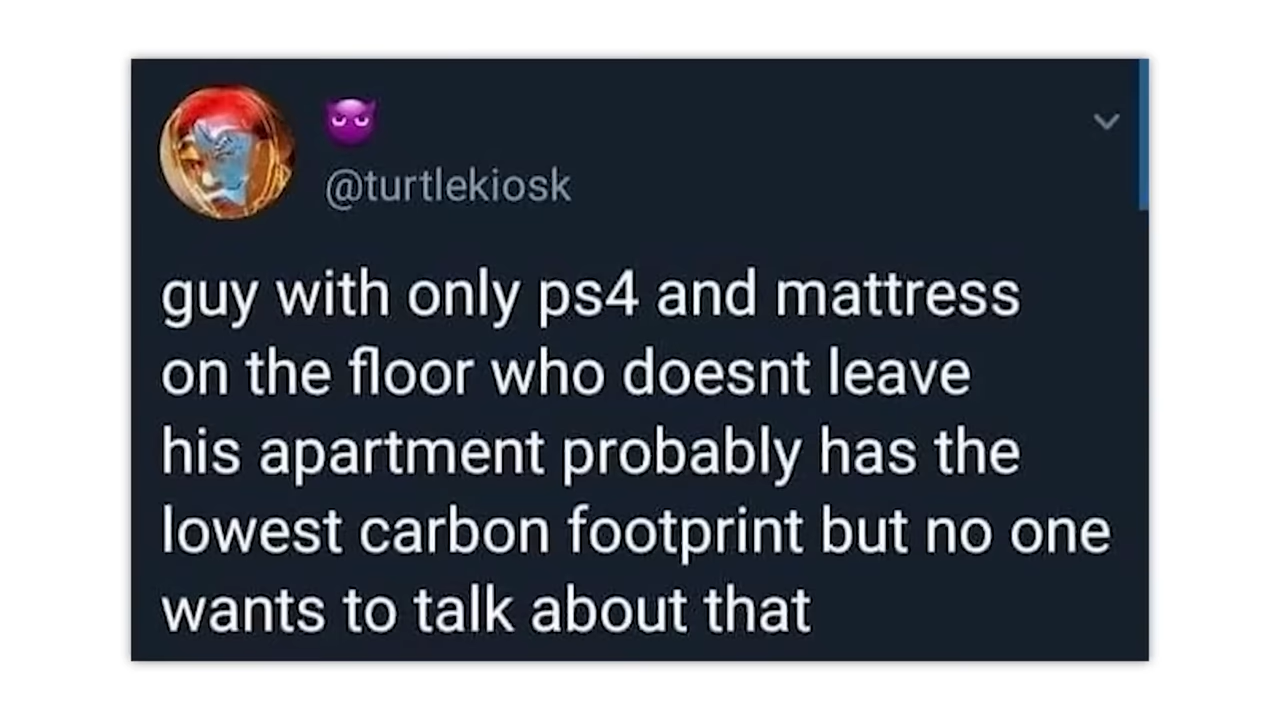 😈
@turtlekiosk
guy with only ps4 and mattress
on the floor who doesnt leave
his apartment probably has the
lowest carbon footprint but no one
wants to talk about that